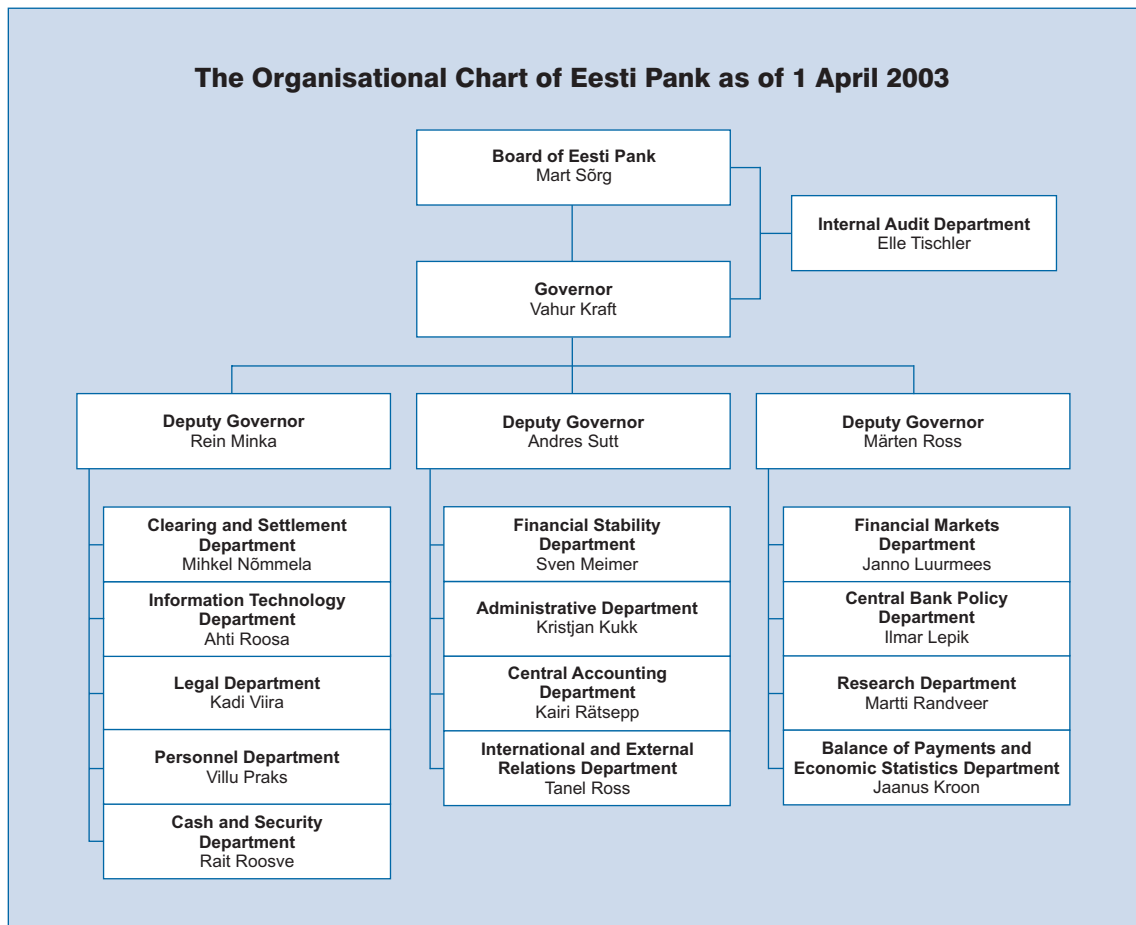 The Organisational Chart of Eesti Pank as of 1 April 2003
Board of Eesti Pank
Mart Sõrg
Internal Audit Department
Elle Tischler
Governor
Vahur Kraft
Deputy Governor
Rein Minka
Deputy Governor
Andres Sutt
Deputy Governor
Märten Ross
Clearing and Settlement
Department
Mihkel Nõmmela
Information Technology
Department
Ahti Roosa
Legal Department
Kadi Viira
Personnel Department
Villu Praks
Cash and Security
Department
Rait Roosve
Financial Stability
Department
Sven Meimer
Administrative Department
Kristjan Kukk
Central Accounting
Department
Kairi Rätsepp
International and External
Relations Department
Tanel Ross
Financial Markets
Department
Janno Luurmees
Central Bank Policy
Department
Ilmar Lepik
Research Department
Martti Randveer
Balance of Payments and
Economic Statistics Department
Jaanus Kroon